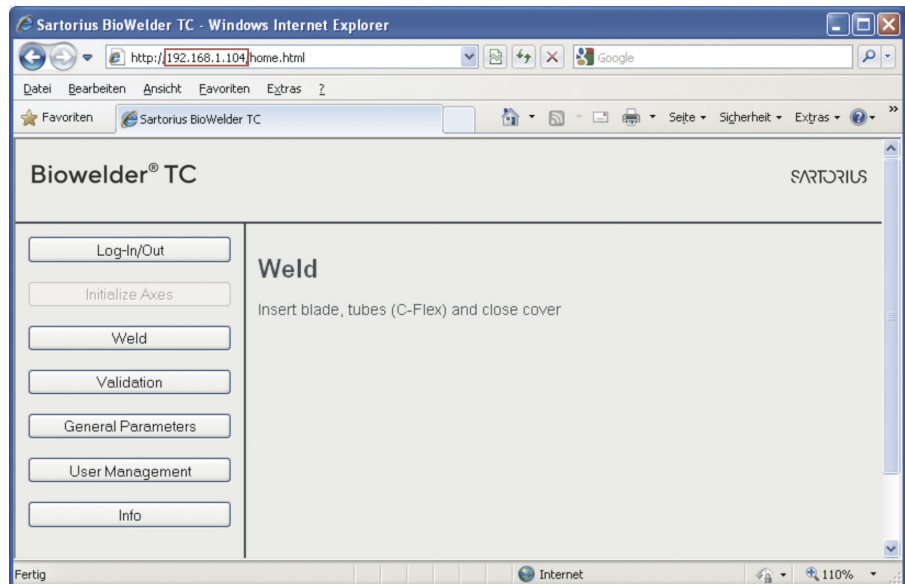 Sartorius BioWelder TC - Windows Internet Explorer
http://192.168.1.104/home.html
Google
Datei Bearbeiten Ansicht Favoriten Extras ?
Favoriten
Sartorius BioWelder TC
Seite Sicherheit Extras
Biowelder® TC
SARTORIUS
Log-In/Out
Initialize Axes
Weld
Validation
General Parameters
User Management
Info
Weld
Insert blade, tubes (C-Flex) and close cover
Fertig
Internet
110%